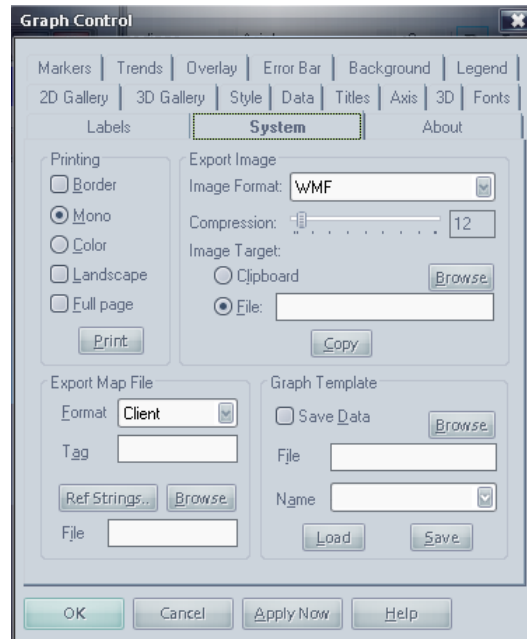 Graph Control
Markers Trends Overlay Error Bar Background Legend
2D Gallery 3D Gallery Style Data Titles Axis 3D Fonts
Labels System About
Printing
Border
Mono
Color
Landscape
Full page
Print
Export Image
Image Format: WMF
Compression: 12
Image Target:
Clipboard Browse
File:
Copy
Export Map File
Format Client
Tag
Ref Strings.. Browse
File
Graph Template
Save Data Browse
File
Name
Load Save
OK Cancel Apply Now Help